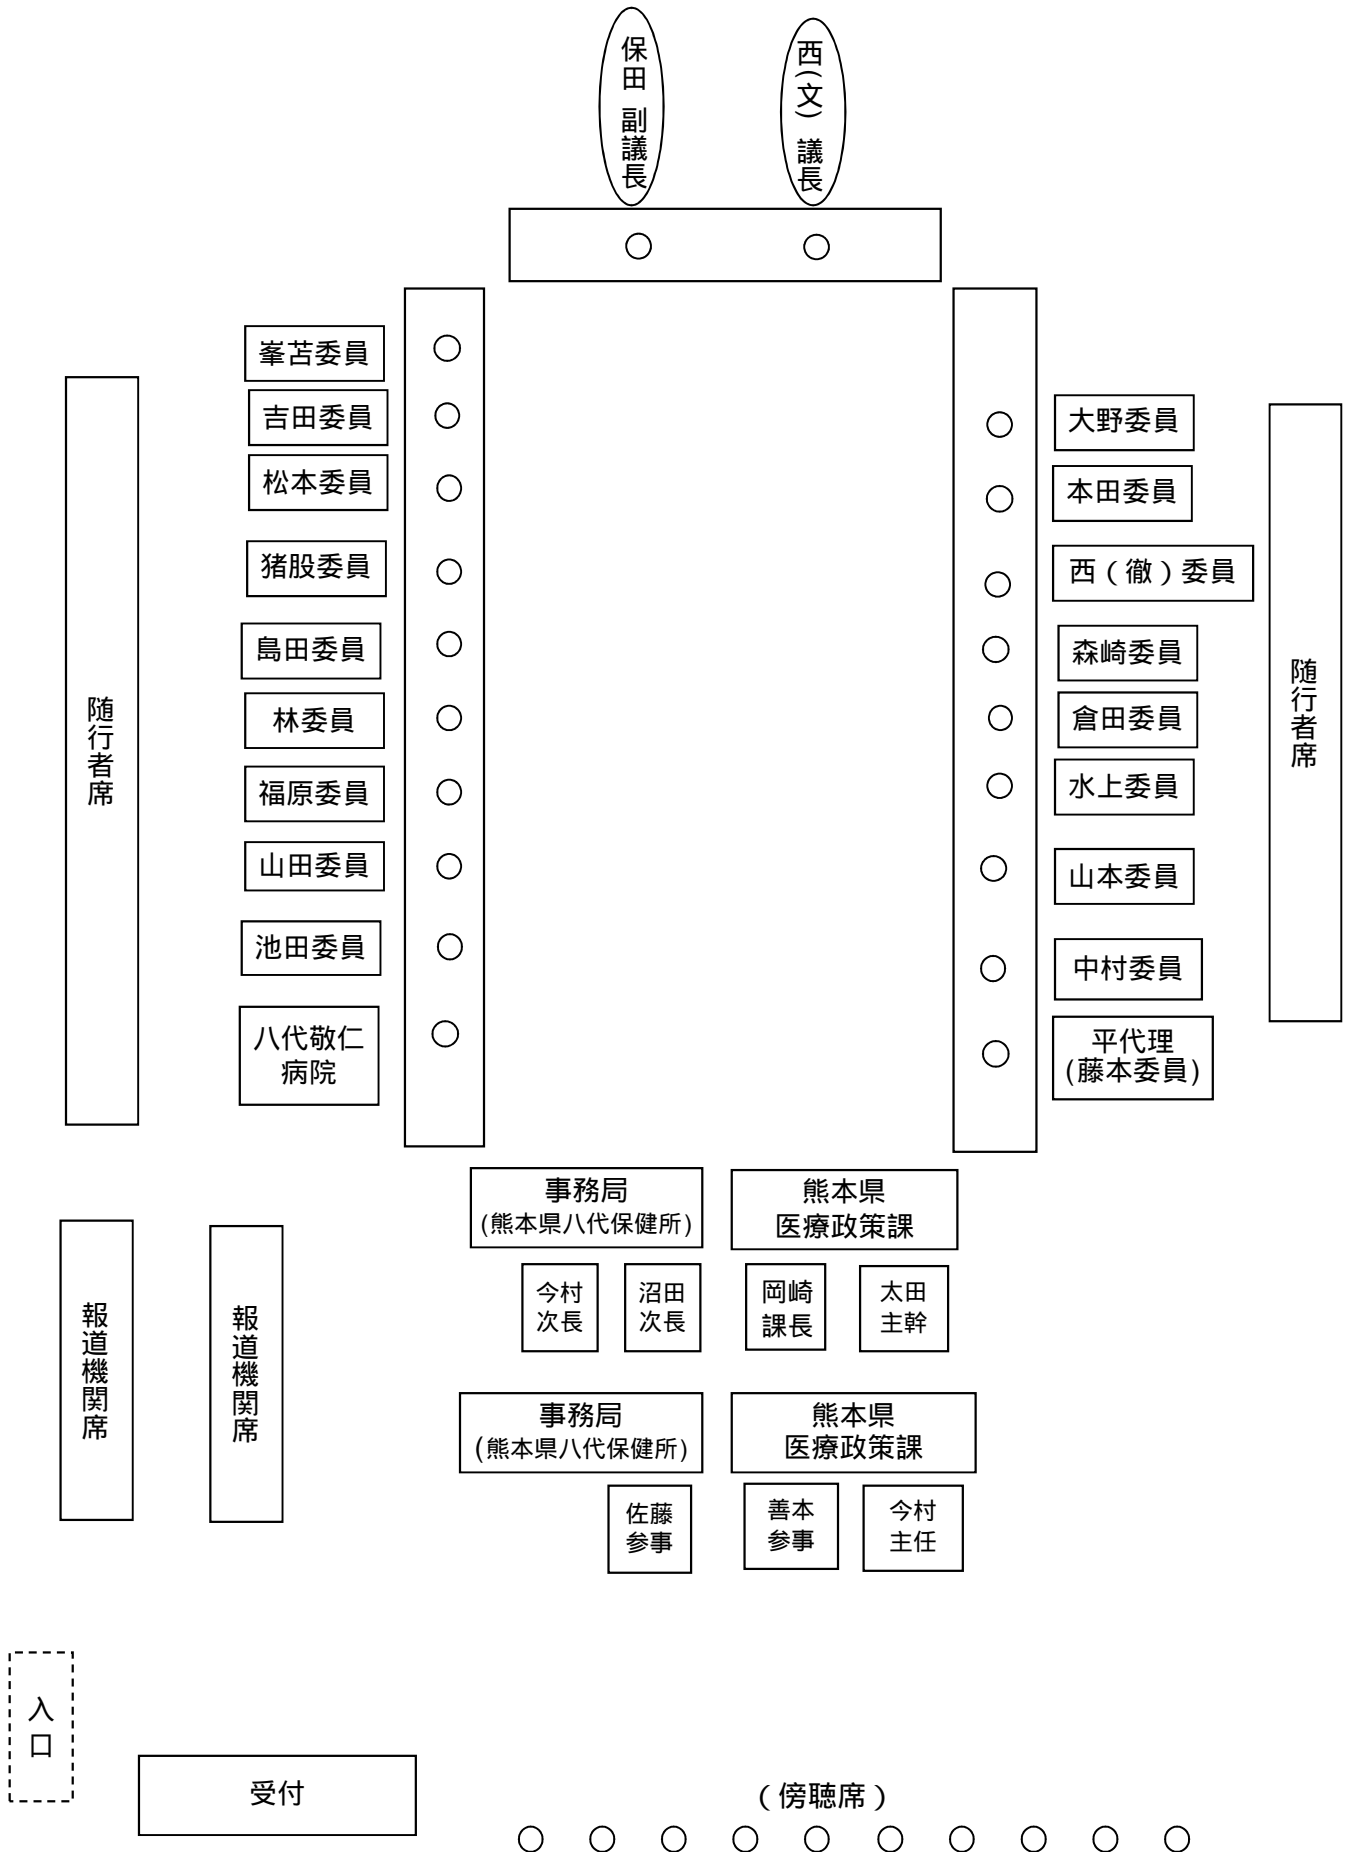 保田 副議長
西(文) 議長
峯苫委員
吉田委員
松本委員
猪股委員
島田委員
林委員
福原委員
山田委員
池田委員
八代敬仁
病院
大野委員
本田委員
西（徹）委員
森崎委員
倉田委員
水上委員
山本委員
中村委員
平代理
(藤本委員)
随行者席
随行者席
事務局
(熊本県八代保健所)
熊本県
医療政策課
今村
次長
沼田
次長
岡崎
課長
太田
主幹
事務局
(熊本県八代保健所)
熊本県
医療政策課
佐藤
参事
善本
参事
今村
主任
報道機関席
報道機関席
入口
受付
（傍聴席）